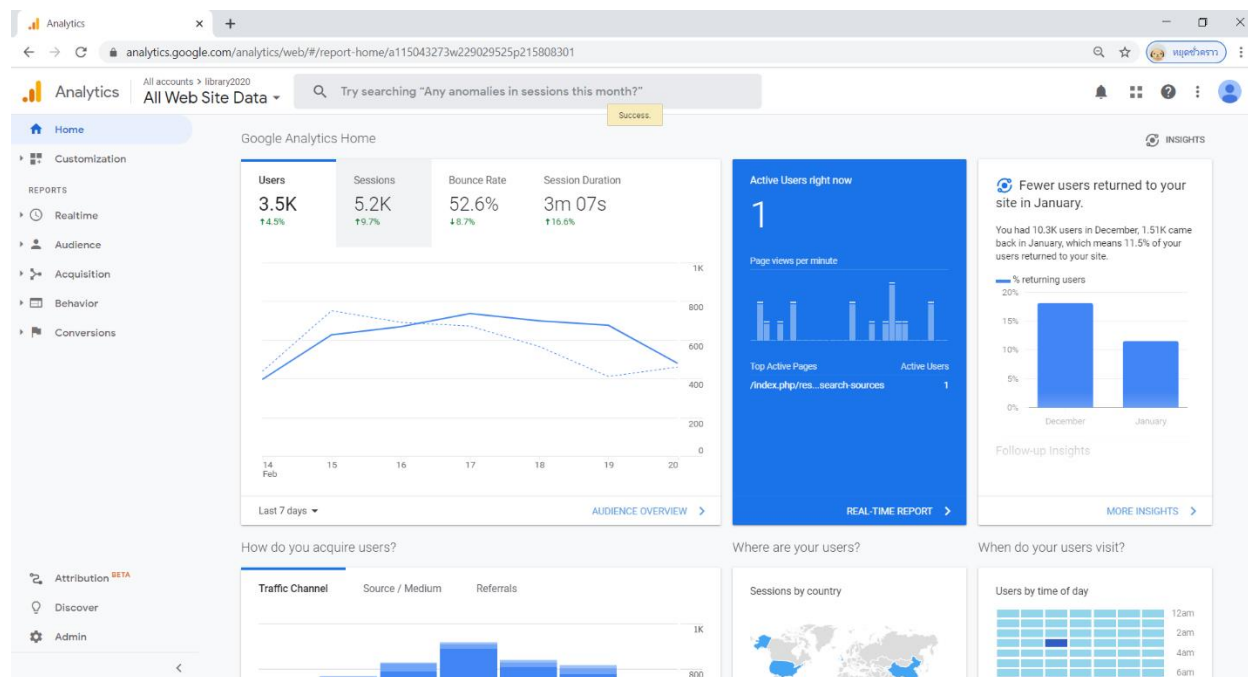 Analytics
analytics.google.com/analytics/web/#/report-home/a115043273w229029525p215808301
หยุดชั่วคราว
Analytics
All accounts > library2020
All Web Site Data
Try searching “Any anomalies in sessions this month?”
Success.
Home
Customization
REPORTS
Realtime
Audience
Acquisition
Behavior
Conversions
Attribution BETA
Discover
Admin
Google Analytics Home
INSIGHTS
Users
3.5K
↑4.5%
Sessions
5.2K
↑9.7%
Bounce Rate
52.6%
↓8.7%
Session Duration
3m 07s
↑16.6%
1K
800
600
400
200
0
14 15 16 17 18 19 20
Feb
Last 7 days
AUDIENCE OVERVIEW >
Active Users right now
1
Page views per minute
Top Active Pages Active Users
/index.php/res...search-sources 1
REAL-TIME REPORT >
Fewer users returned to your
site in January.
You had 10.3K users in December, 1.51K came
back in January, which means 11.5% of your
users returned to your site.
% returning users
20%
15%
10%
5%
0%
December January
Follow-up Insights
MORE INSIGHTS >
How do you acquire users?
Traffic Channel Source / Medium Referrals
1K
800
Where are your users?
Sessions by country
When do your users visit?
Users by time of day
12am
2am
4am
6am